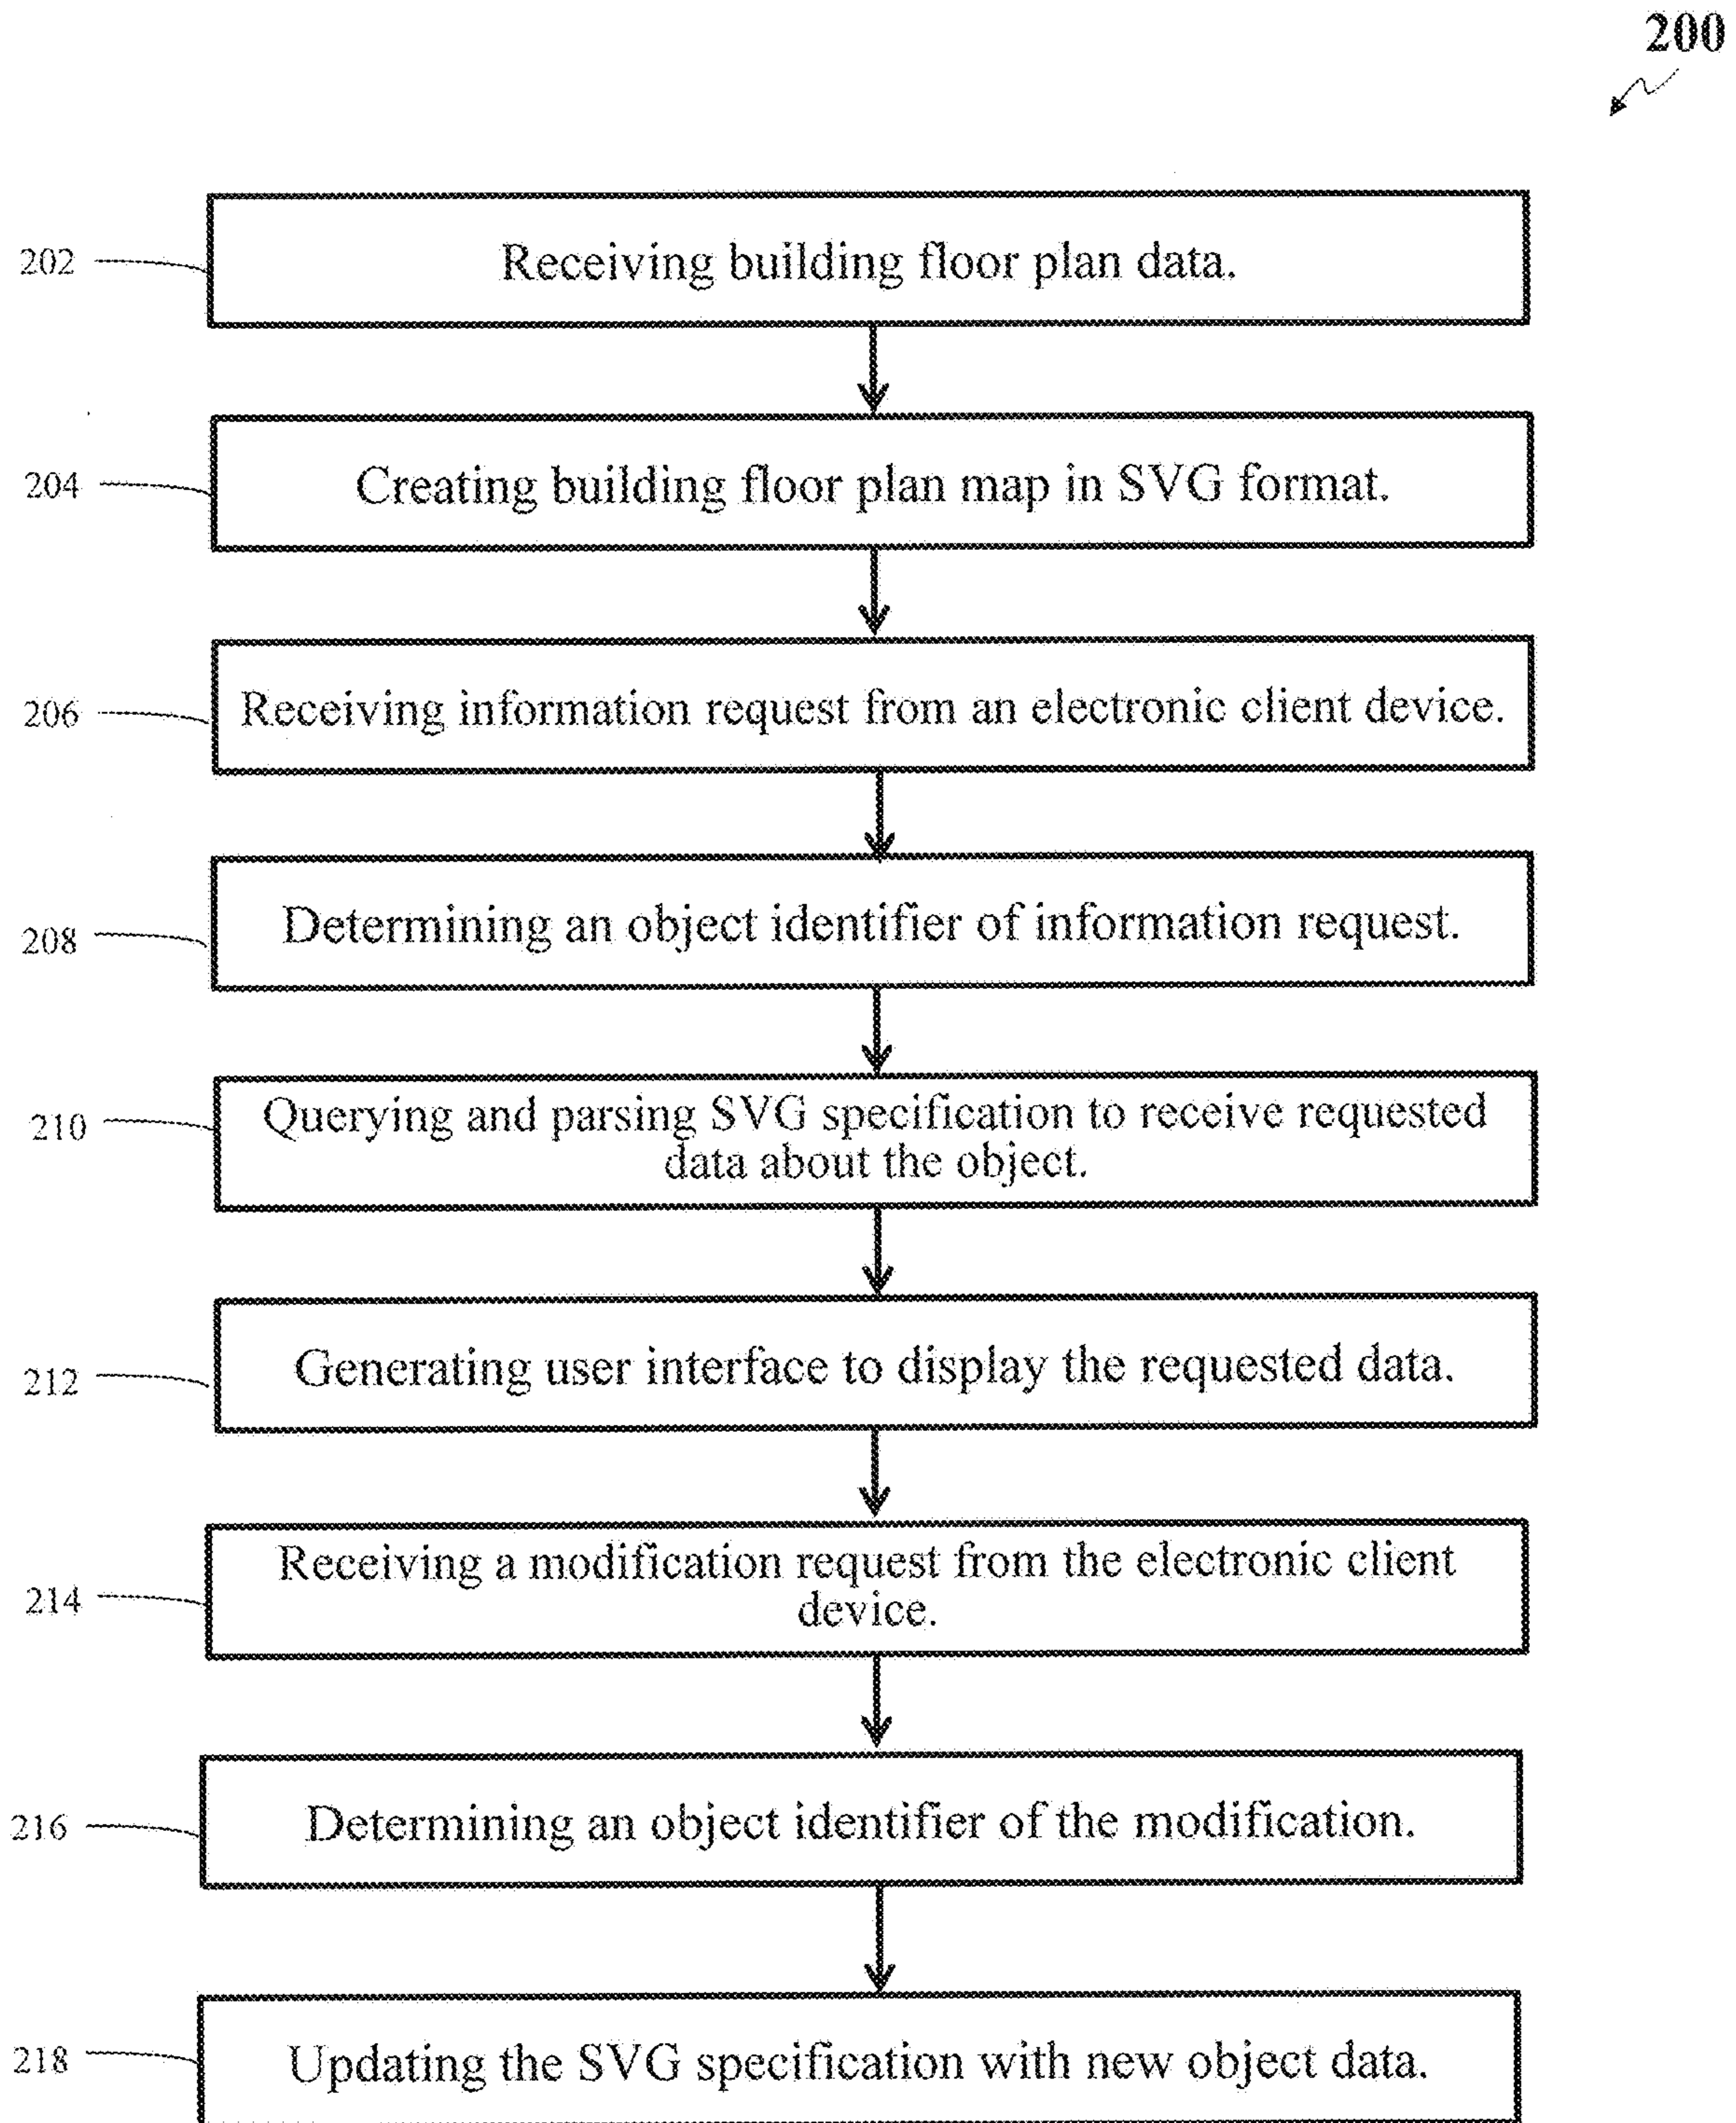 200
202
Receiving building floor plan data.
204
Creating building floor plan map in SVG format.
206
Receiving information request from an electronic client device.
208
Determining an object identifier of information request.
210
Querying and parsing SVG specification to receive requested
data about the object.
212
Generating user interface to display the requested data.
214
Receiving a modification request from the electronic client
device.
216
Determining an object identifier of the modification.
218
Updating the SVG specification with new object data.